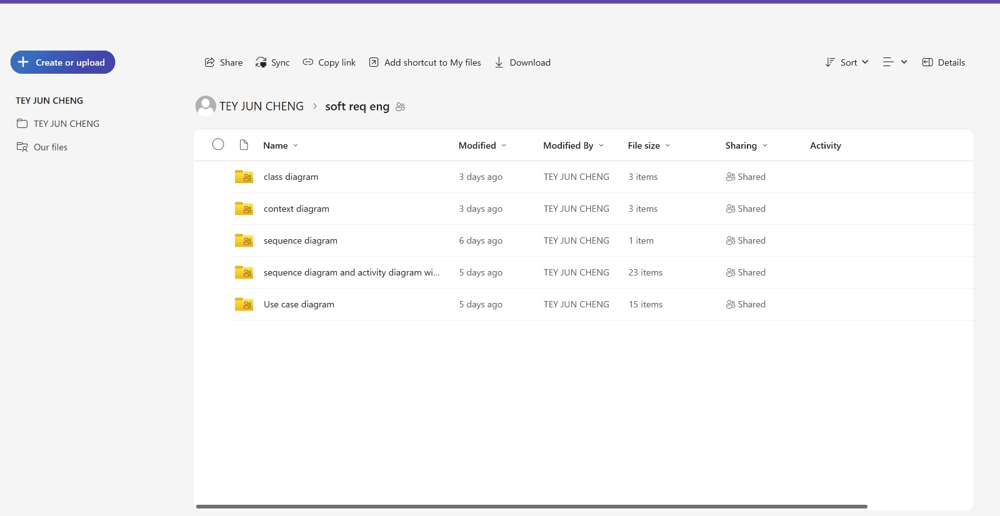 Create or upload
Share Sync Copy link Add shortcut to My files Download Sort Details
TEY JUN CHENG
TEY JUN CHENG
Our files
TEY JUN CHENG > soft req eng
Name Modified Modified By File size Sharing Activity
class diagram 3 days ago TEY JUN CHENG 3 items Shared
context diagram 3 days ago TEY JUN CHENG 3 items Shared
sequence diagram 6 days ago TEY JUN CHENG 1 item Shared
sequence diagram and activity diagram wi... 5 days ago TEY JUN CHENG 23 items Shared
Use case diagram 5 days ago TEY JUN CHENG 15 items Shared